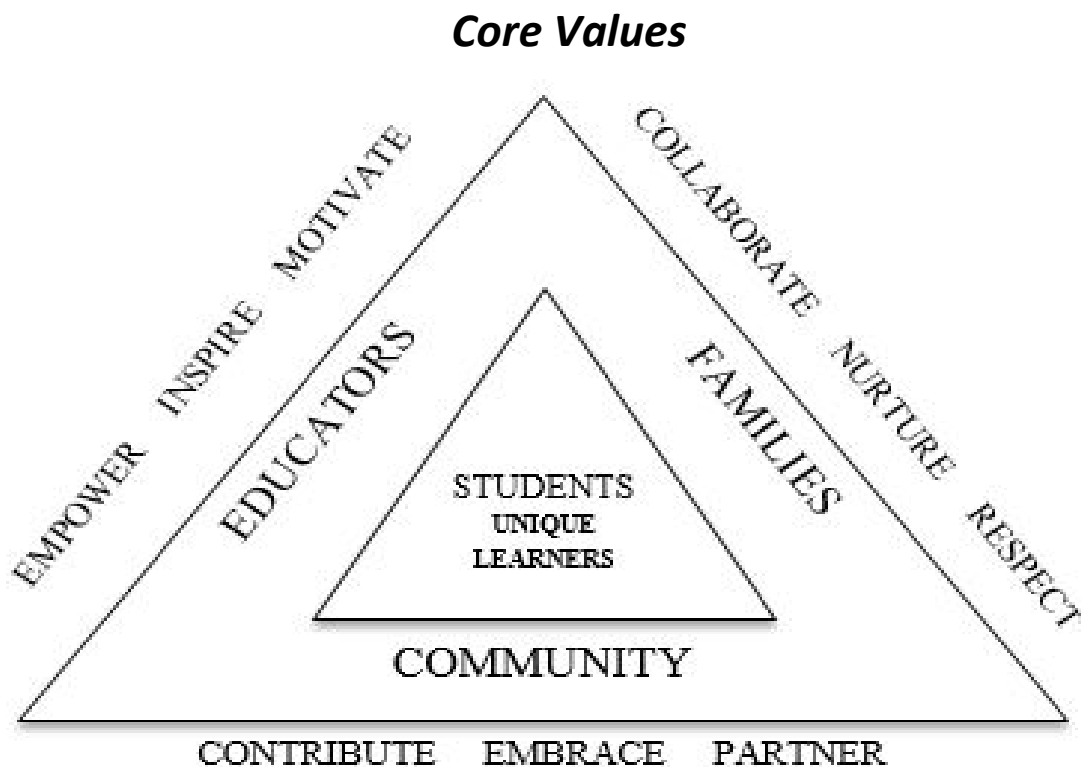 Core Values
EMPOWER INSPIRE MOTIVATE
COLLABORATE NURTURE RESPECT
EDUCATORS
FAMILIES
STUDENTS
UNIQUE
LEARNERS
COMMUNITY
CONTRIBUTE EMBRACE PARTNER